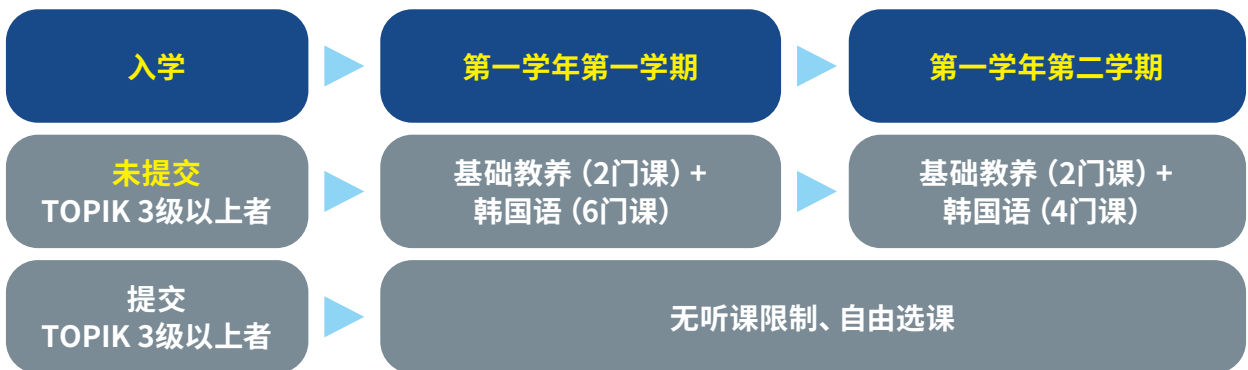 入学
第一学年第一学期
第一学年第二学期
未提交
TOPIK 3级以上者
基础教养 (2门课) +
韩国语 (6门课)
基础教养 (2门课) +
韩国语 (4门课)
提交
TOPIK 3级以上者
无听课限制、自由选课